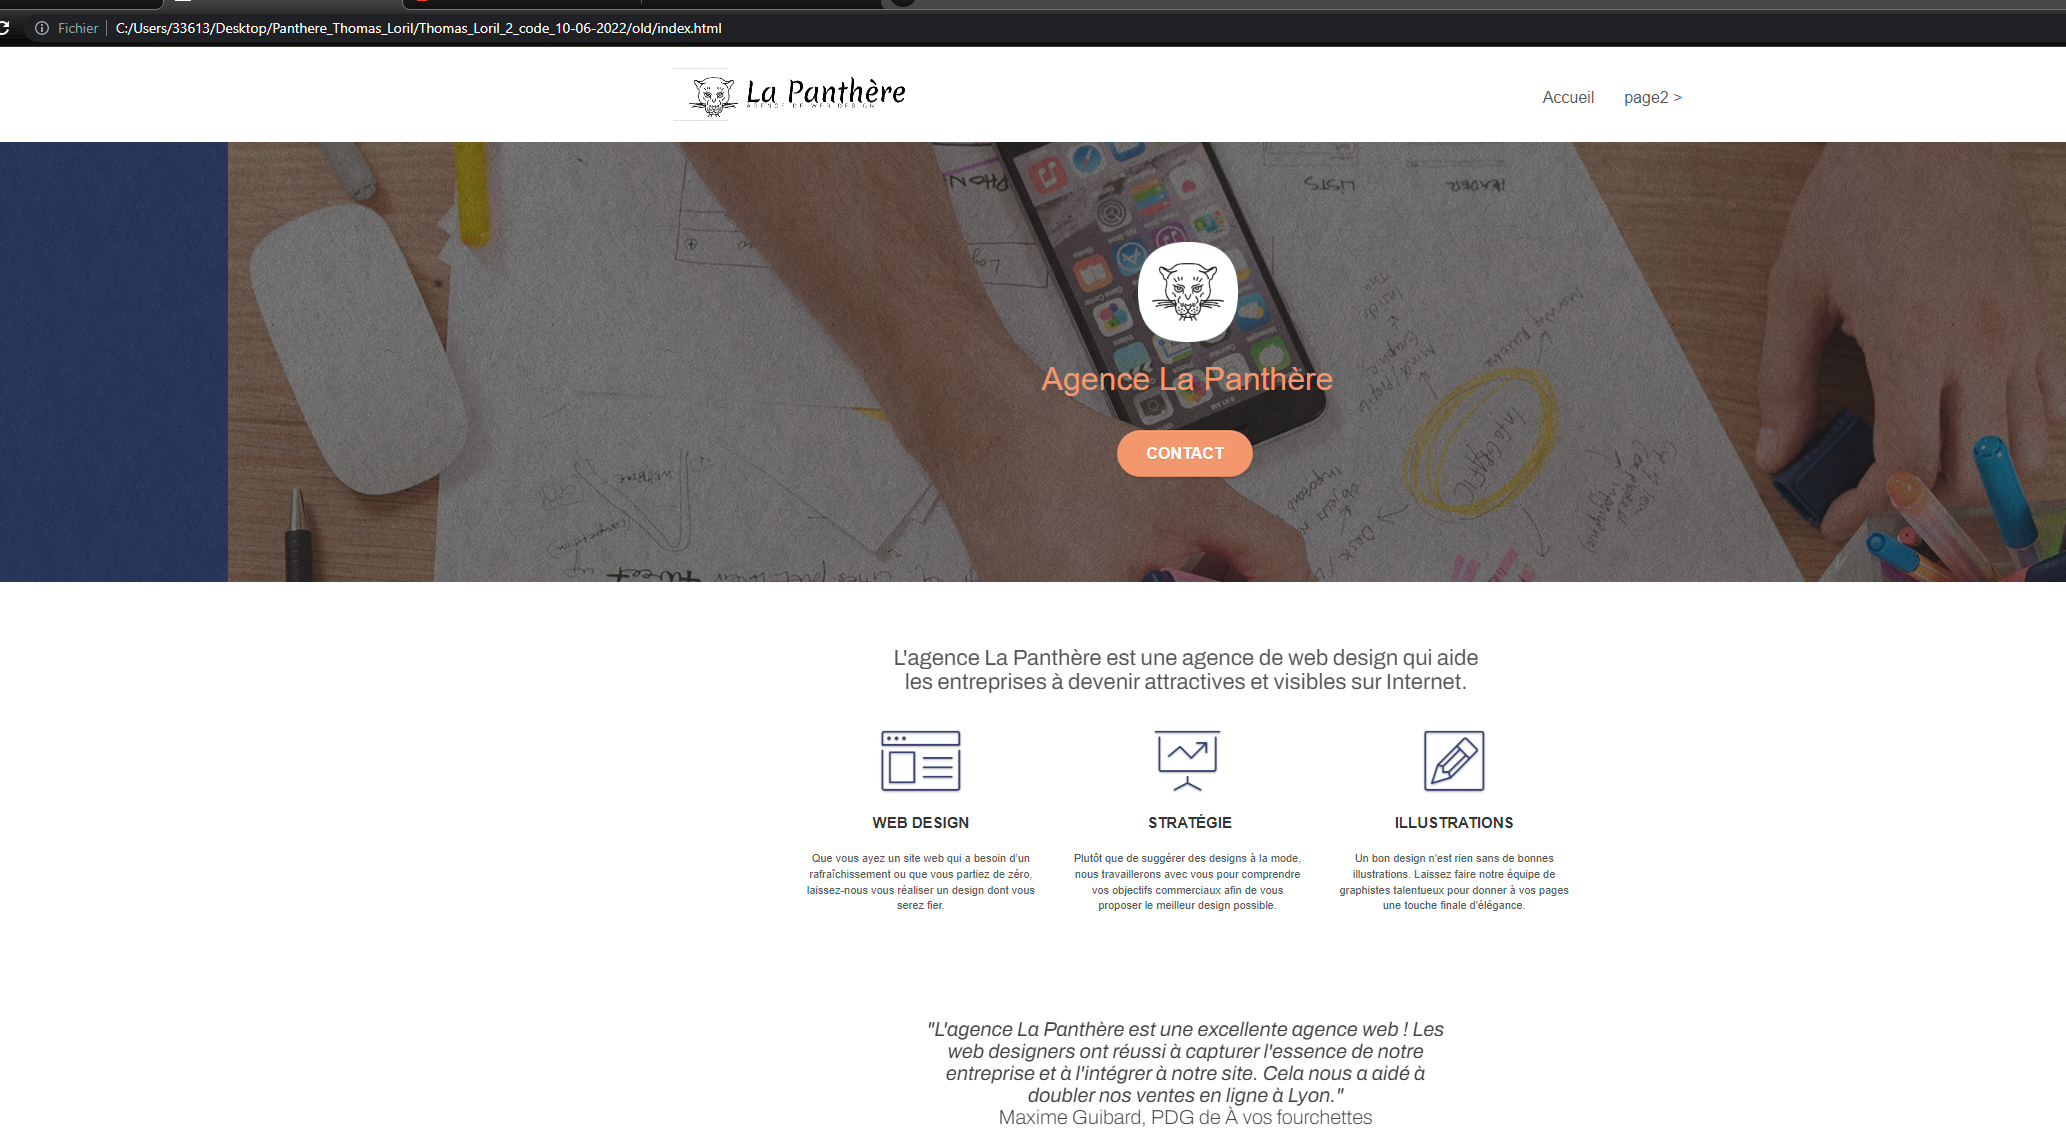 Fichier C:/Users/33613/Desktop/Panthere_Thomas_Loril/Thomas_Loril_2_code_10-06-2022/old/index.html
La Panthère
AGENCE DE WEB DESIGN
Accueil page2 >
LISTS HEADER
Agence La Panthère
CONTACT
L'agence La Panthère est une agence de web design qui aide
les entreprises à devenir attractives et visibles sur Internet.
WEB DESIGN
Que vous ayez un site web qui a besoin d'un
rafraîchissement ou que vous partiez de zéro,
laissez-nous vous réaliser un design dont vous
serez fier.
STRATÉGIE
Plutôt que de suggérer des designs à la mode,
nous travaillerons avec vous pour comprendre
vos objectifs commerciaux afin de vous
proposer le meilleur design possible.
ILLUSTRATIONS
Un bon design n'est rien sans de bonnes
illustrations. Laissez faire notre équipe de
graphistes talentueux pour donner à vos pages
une touche finale d'élégance.
"L'agence La Panthère est une excellente agence web ! Les
web designers ont réussi à capturer l'essence de notre
entreprise et à l'intégrer à notre site. Cela nous a aidé à
doubler nos ventes en ligne à Lyon."
Maxime Guibard, PDG de À vos fourchettes